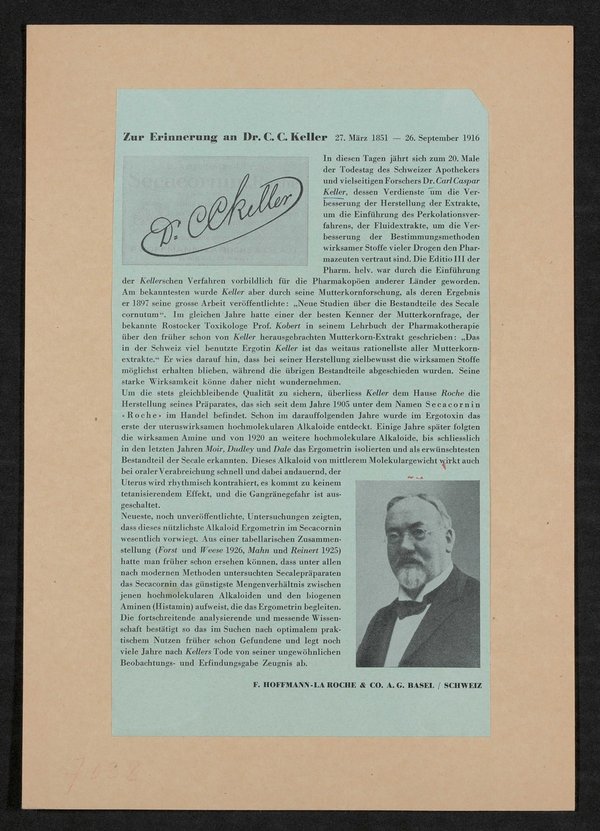 Zur Erinnerung an Dr. C. C. Keller 27. März 1851 — 26. September 1916
Dr. C C Keller
In diesen Tagen jährt sich zum 20. Male
der Todestag des Schweizer Apothekers
und vielseitigen Forschers Dr. Carl Caspar
Keller, dessen Verdienste um die Ver-
besserung der Herstellung der Extrakte,
um die Einführung des Perkolationsver-
fahrens, der Fluidextrakte, um die Ver-
besserung der Bestimmungsmethoden
wirksamer Stoffe vieler Drogen den Phar-
mazeuten vertraut sind. Die Editio III der
Pharm. helv. war durch die Einführung
der Kellerschen Verfahren vorbildlich für die Pharmakopöen anderer Länder geworden.
Am bekanntesten wurde Keller aber durch seine Mutterkornforschung, als deren Ergebnis
er 1897 seine grosse Arbeit veröffentlichte: „Neue Studien über die Bestandteile des Secale
cornutum“. Im gleichen Jahre hatte einer der besten Kenner der Mutterkornfrage, der
bekannte Rostocker Toxikologe Prof. Kobert in seinem Lehrbuch der Pharmakotherapie
über den früher schon von Keller herausgebrachten Mutterkorn-Extrakt geschrieben: „Das
in der Schweiz viel benutzte Ergotin Keller ist das weitaus rationellste aller Mutterkorn-
extrakte.“ Er wies darauf hin, dass bei seiner Herstellung zielbewusst die wirksamen Stoffe
möglichst erhalten blieben, während die übrigen Bestandteile abgeschieden wurden. Seine
starke Wirksamkeit könne daher nicht wundernehmen.
Um die stets gleichbleibende Qualität zu sichern, überliess Keller dem Hause Roche die
Herstellung seines Präparates, das sich seit dem Jahre 1905 unter dem Namen Secacornin
‹Roche› im Handel befindet. Schon im darauffolgenden Jahre wurde im Ergotoxin das
erste der uteruswirksamen hochmolekularen Alkaloide entdeckt. Einige Jahre später folgten
die wirksamen Amine und von 1920 an weitere hochmolekulare Alkaloide, bis schliesslich
in den letzten Jahren Moir, Dudley und Dale das Ergometrin isolierten und als erwünschtesten
Bestandteil der Secale erkannten. Dieses Alkaloid von mittlerem Molekulargewicht wirkt auch
bei oraler Verabreichung schnell und dabei andauernd, der
Uterus wird rhythmisch kontrahiert, es kommt zu keinem
tetanisierendem Effekt, und die Gangränegefahr ist aus-
geschaltet.
Neueste, noch unveröffentlichte, Untersuchungen zeigten,
dass dieses nützlichste Alkaloid Ergometrin im Secacornin
wesentlich vorwiegt. Aus einer tabellarischen Zusammen-
stellung (Forst und Weese 1926, Mahn und Reinert 1925)
hatte man früher schon ersehen können, dass unter allen
nach modernen Methoden untersuchten Secalepräparaten
das Secacornin das günstigste Mengenverhältnis zwischen
jenen hochmolekularen Alkaloiden und den biogenen
Aminen (Histamin) aufweist, die das Ergometrin begleiten.
Die fortschreitende analysierende und messende Wissen-
schaft bestätigt so das im Suchen nach optimalem prak-
tischem Nutzen früher schon Gefundene und legt noch
viele Jahre nach Kellers Tode von seiner ungewöhnlichen
Beobachtungs- und Erfindungsgabe Zeugnis ab.
F. HOFFMANN-LA ROCHE & CO. A. G. BASEL / SCHWEIZ